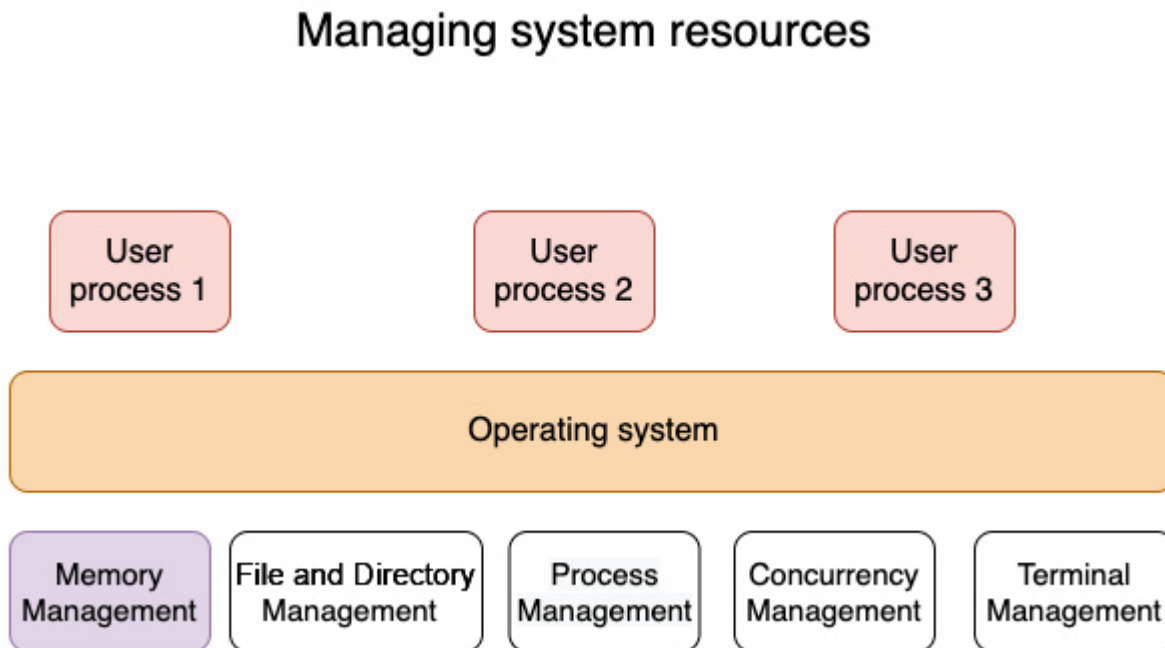 Managing system resources
User
process 1
User
process 2
User
process 3
Operating system
Memory
Management
File and Directory
Management
Process
Management
Concurrency
Management
Terminal
Management